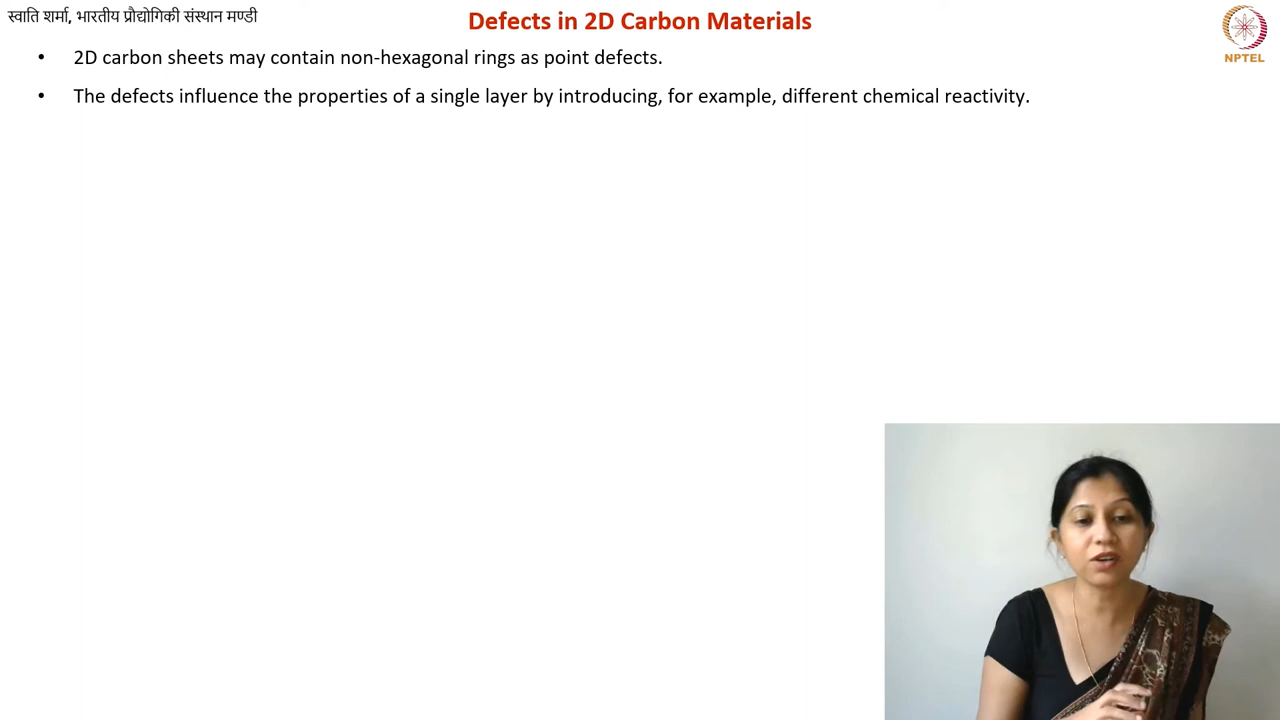 स्वाति शर्मा, भारतीय प्रौद्योगिकी संस्थान मण्डी
Defects in 2D Carbon Materials
NPTEL
• 2D carbon sheets may contain non-hexagonal rings as point defects.
• The defects influence the properties of a single layer by introducing, for example, different chemical reactivity.